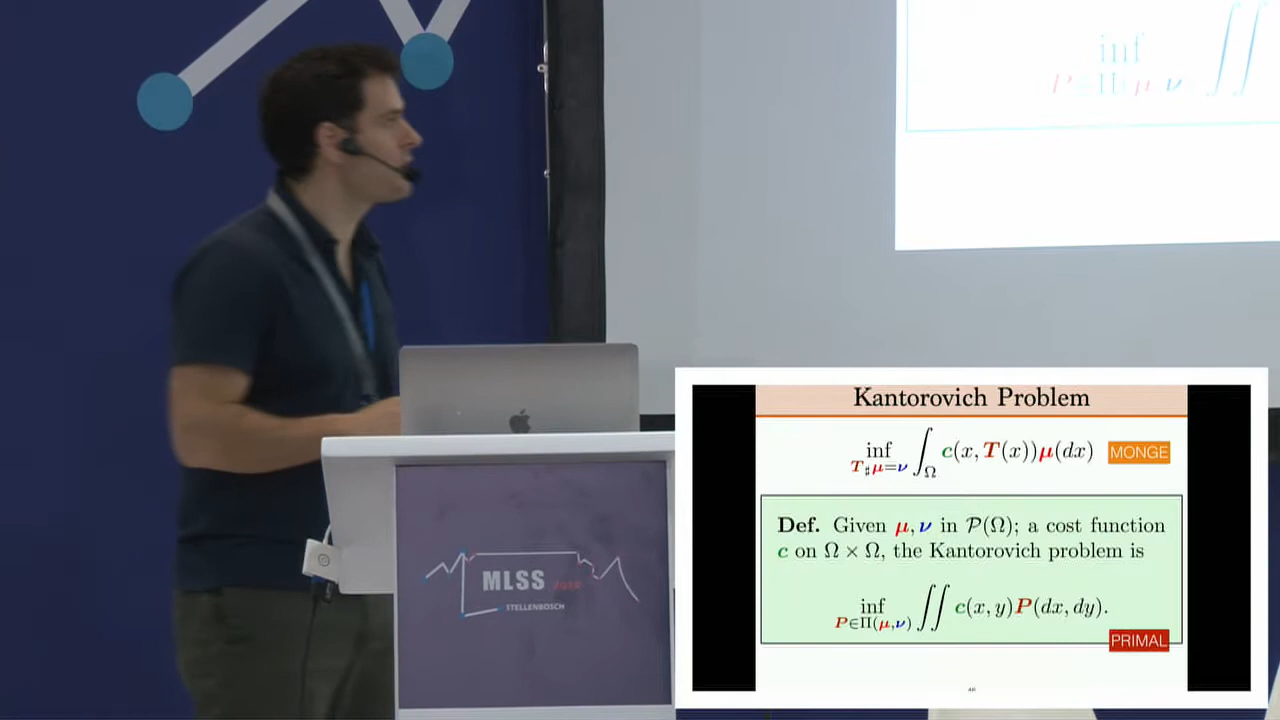 inf
P∈Π(μ,ν) ∬
Kantorovich Problem
inf ∫ c(x, T(x))μ(dx) MONGE
T♯μ=ν Ω
Def. Given μ, ν in 𝒫(Ω); a cost function
c on Ω × Ω, the Kantorovich problem is
inf ∬ c(x, y)P(dx, dy).
P∈Π(μ,ν)
PRIMAL
MLSS 2018
STELLENBOSCH